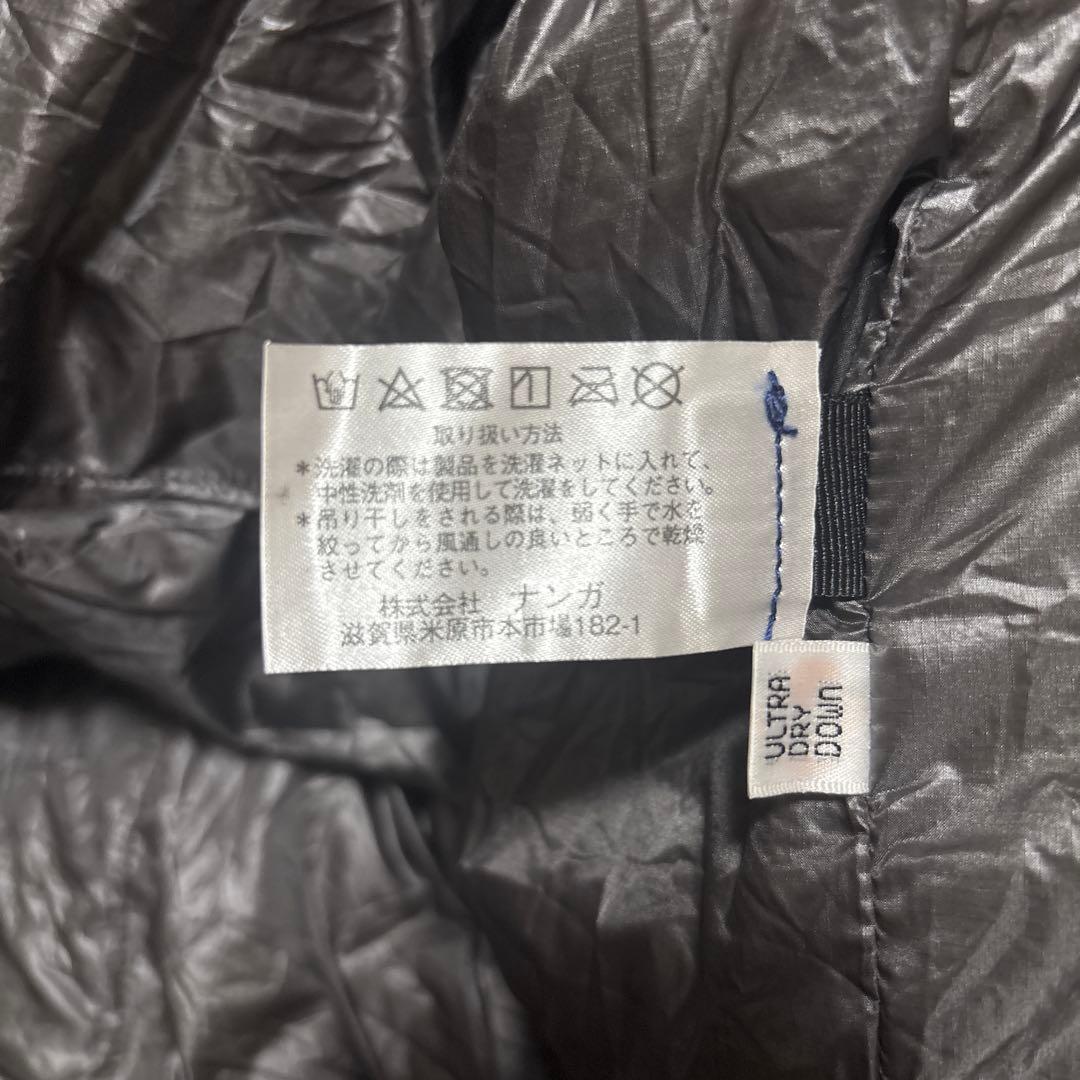 取り扱い方法
*洗濯の際は製品を洗濯ネットに入れて、
中性洗剤を使用して洗濯をしてください。
*吊り干しをされる際は、弱く手で水を
絞ってから風通しの良いところで乾燥
させてください。
株式会社 ナンガ
滋賀県米原市本市場182-1
ULTRA
DRY
DOWN